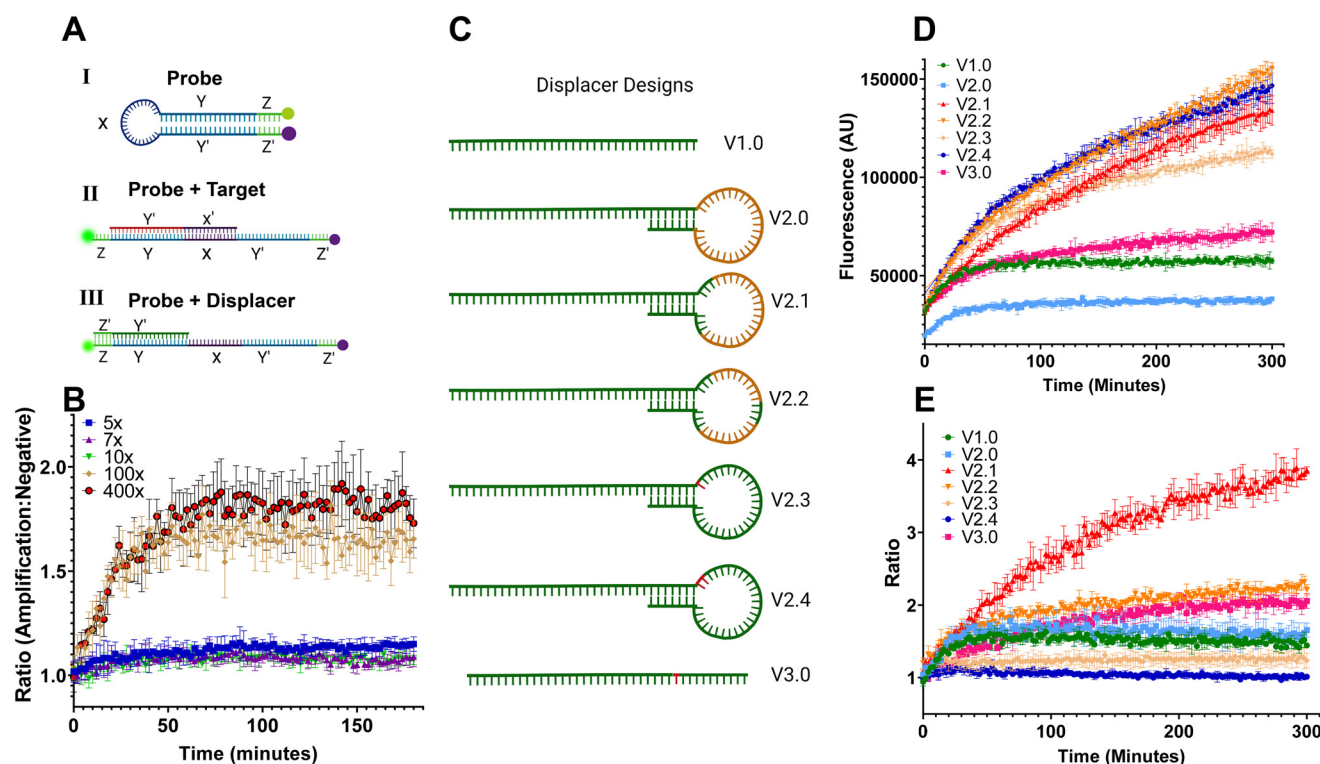 A
I
Probe
Y
Z
X
Y'
Z'
II
Probe + Target
Y'
X'
Z
Y
X
Y'
Z'
III
Probe + Displacer
Z'
Y'
Z
Y
X
Y'
Z'
B
5x
7x
10x
100x
400x
2.0
1.5
1.0
0
50
100
150
Ratio (Amplification:Negative)
Time (minutes)
C
Displacer Designs
V1.0
V2.0
V2.1
V2.2
V2.3
V2.4
V3.0
D
V1.0
V2.0
V2.1
V2.2
V2.3
V2.4
V3.0
150000
100000
50000
0
100
200
300
Fluorescence (AU)
Time (Minutes)
E
V1.0
V2.0
V2.1
V2.2
V2.3
V2.4
V3.0
4
3
2
1
0
100
200
300
Ratio
Time (Minutes)